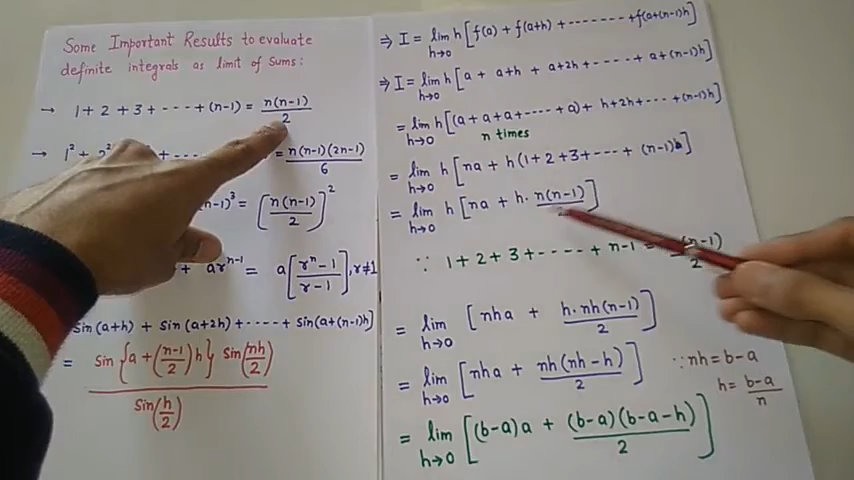 Some Important Results to evaluate
definite integrals as limit of sums:
→ 1+2+3+----+(n-1) = n(n-1)/2
→ 1²+2²+ ----- = n(n-1)(2n-1)/6
n-1)³ = [n(n-1)/2]²
+ ar^(n-1) = a[(rⁿ-1)/(r-1)], r≠1
Sin(a+h) + Sin(a+2h) +----+ Sin[a+(n-1)h]
= Sin{a+((n-1)/2)h} Sin(nh/2) / Sin(h/2)
⇒ I = lim h→0 h[f(a) + f(a+h) + -------- + f(a+(n-1)h]
⇒ I = lim h→0 h[a + a+h + a+2h + ----- + a+(n-1)h]
= lim h→0 h[(a+a+a+----+a) + h+2h+---+(n-1)h]
n times
= lim h→0 h[na + h(1+2+3+---+ (n-1)]
= lim h→0 h[na + h. n(n-1)/2]
∵ 1+2+3+----+ n-1 = (n-1)/2
= lim h→0 [nha + h.nh(n-1)/2]
= lim h→0 [nha + nh(nh-h)/2] ∵ nh=b-a
h = (b-a)/n
= lim h→0 [(b-a)a + (b-a)(b-a-h)/2]